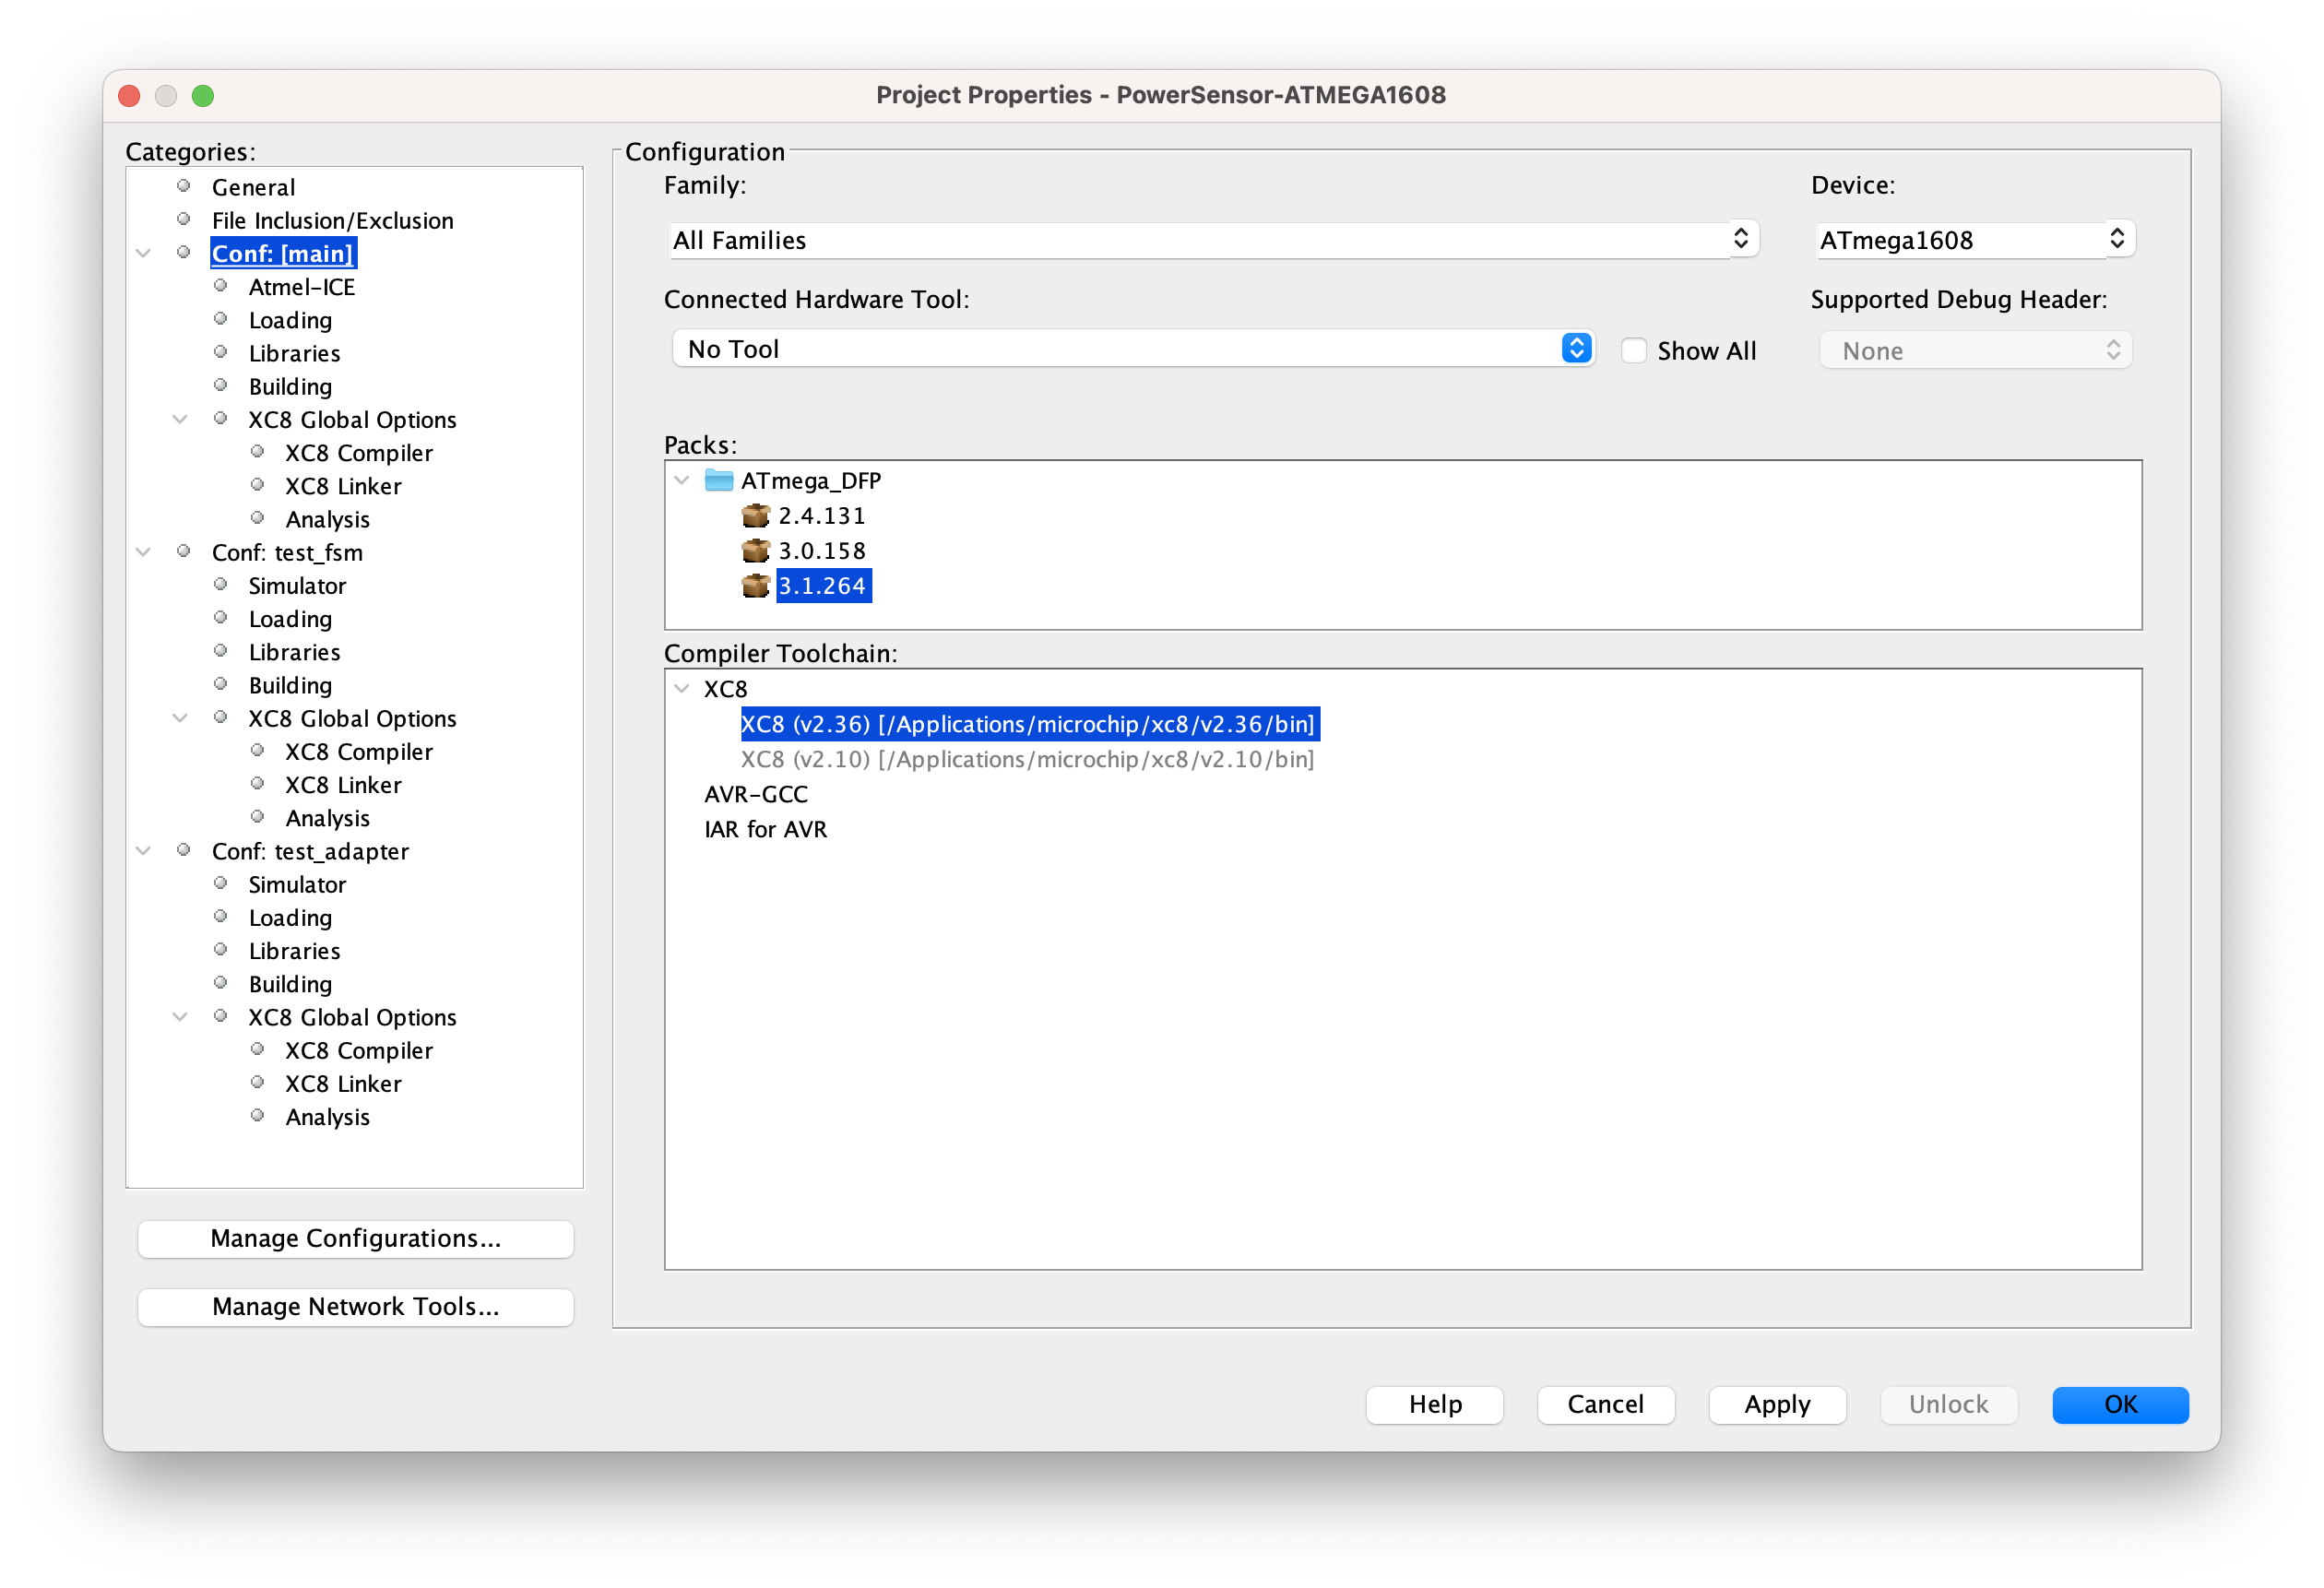 Project Properties - PowerSensor-ATMEGA1608
Categories:
General
File Inclusion/Exclusion
Conf: [main]
Atmel-ICE
Loading
Libraries
Building
XC8 Global Options
XC8 Compiler
XC8 Linker
Analysis
Conf: test_fsm
Simulator
Loading
Libraries
Building
XC8 Global Options
XC8 Compiler
XC8 Linker
Analysis
Conf: test_adapter
Simulator
Loading
Libraries
Building
XC8 Global Options
XC8 Compiler
XC8 Linker
Analysis
Manage Configurations...
Manage Network Tools...
Configuration
Family:
Device:
All Families
ATmega1608
Connected Hardware Tool:
Supported Debug Header:
No Tool
Show All
None
Packs:
ATmega_DFP
2.4.131
3.0.158
3.1.264
Compiler Toolchain:
XC8
XC8 (v2.36) [/Applications/microchip/xc8/v2.36/bin]
XC8 (v2.10) [/Applications/microchip/xc8/v2.10/bin]
AVR-GCC
IAR for AVR
Help
Cancel
Apply
Unlock
OK